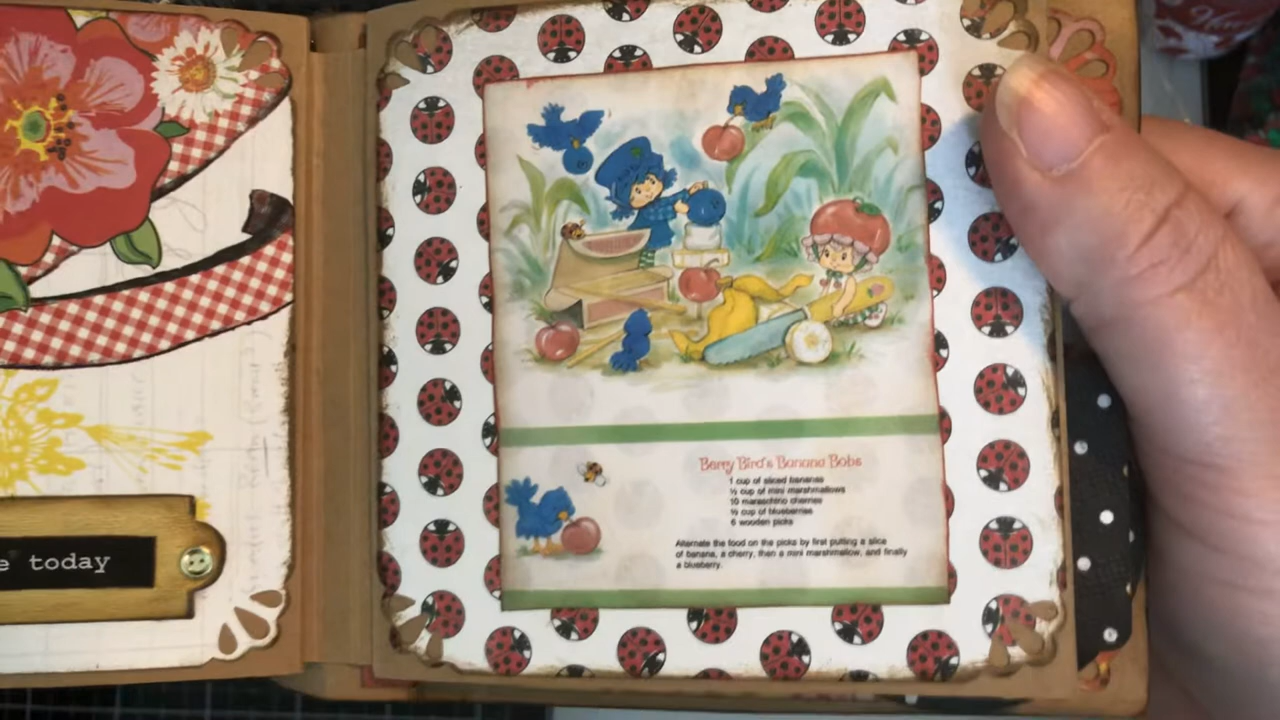 e today
Berry Bird's Banana Bobs
1 cup of sliced bananas
½ cup of mini marshmallows
10 maraschino cherries
½ cup of blueberries
6 wooden picks
Alternate the food on the picks by first putting a slice
of banana, a cherry, then a mini marshmallow, and finally
a blueberry.